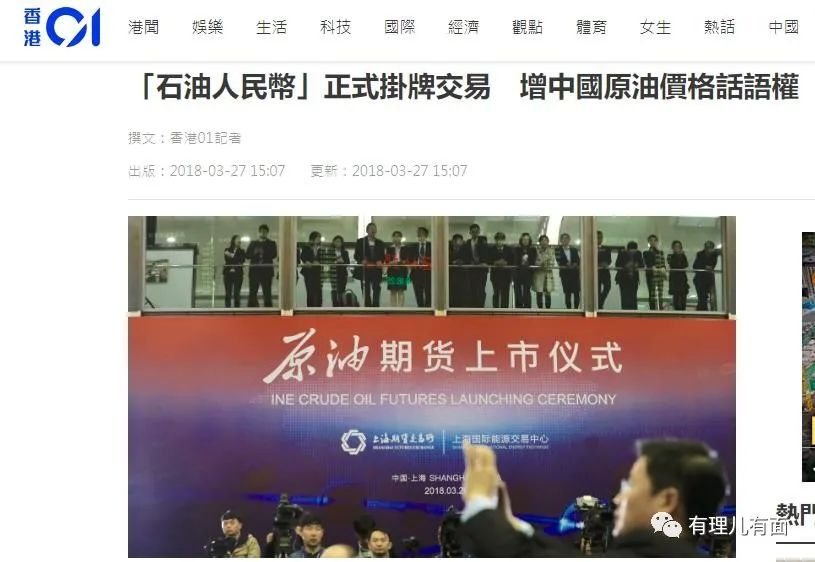 香港01
港聞 娛樂 生活 科技 國際 經濟 觀點 體育 女生 熱話 中國
「石油人民幣」正式掛牌交易 增中國原油價格話語權
撰文：香港01記者
出版：2018-03-27 15:07 更新：2018-03-27 15:07
原油期货上市仪式
INE CRUDE OIL FUTURES LAUNCHING CEREMONY
上海期货交易所 上海国际能源交易中心
SHANGHAI FUTURES EXCHANGE
中国·上海 SHANGH
2018.03.2
熱門
有理儿有面